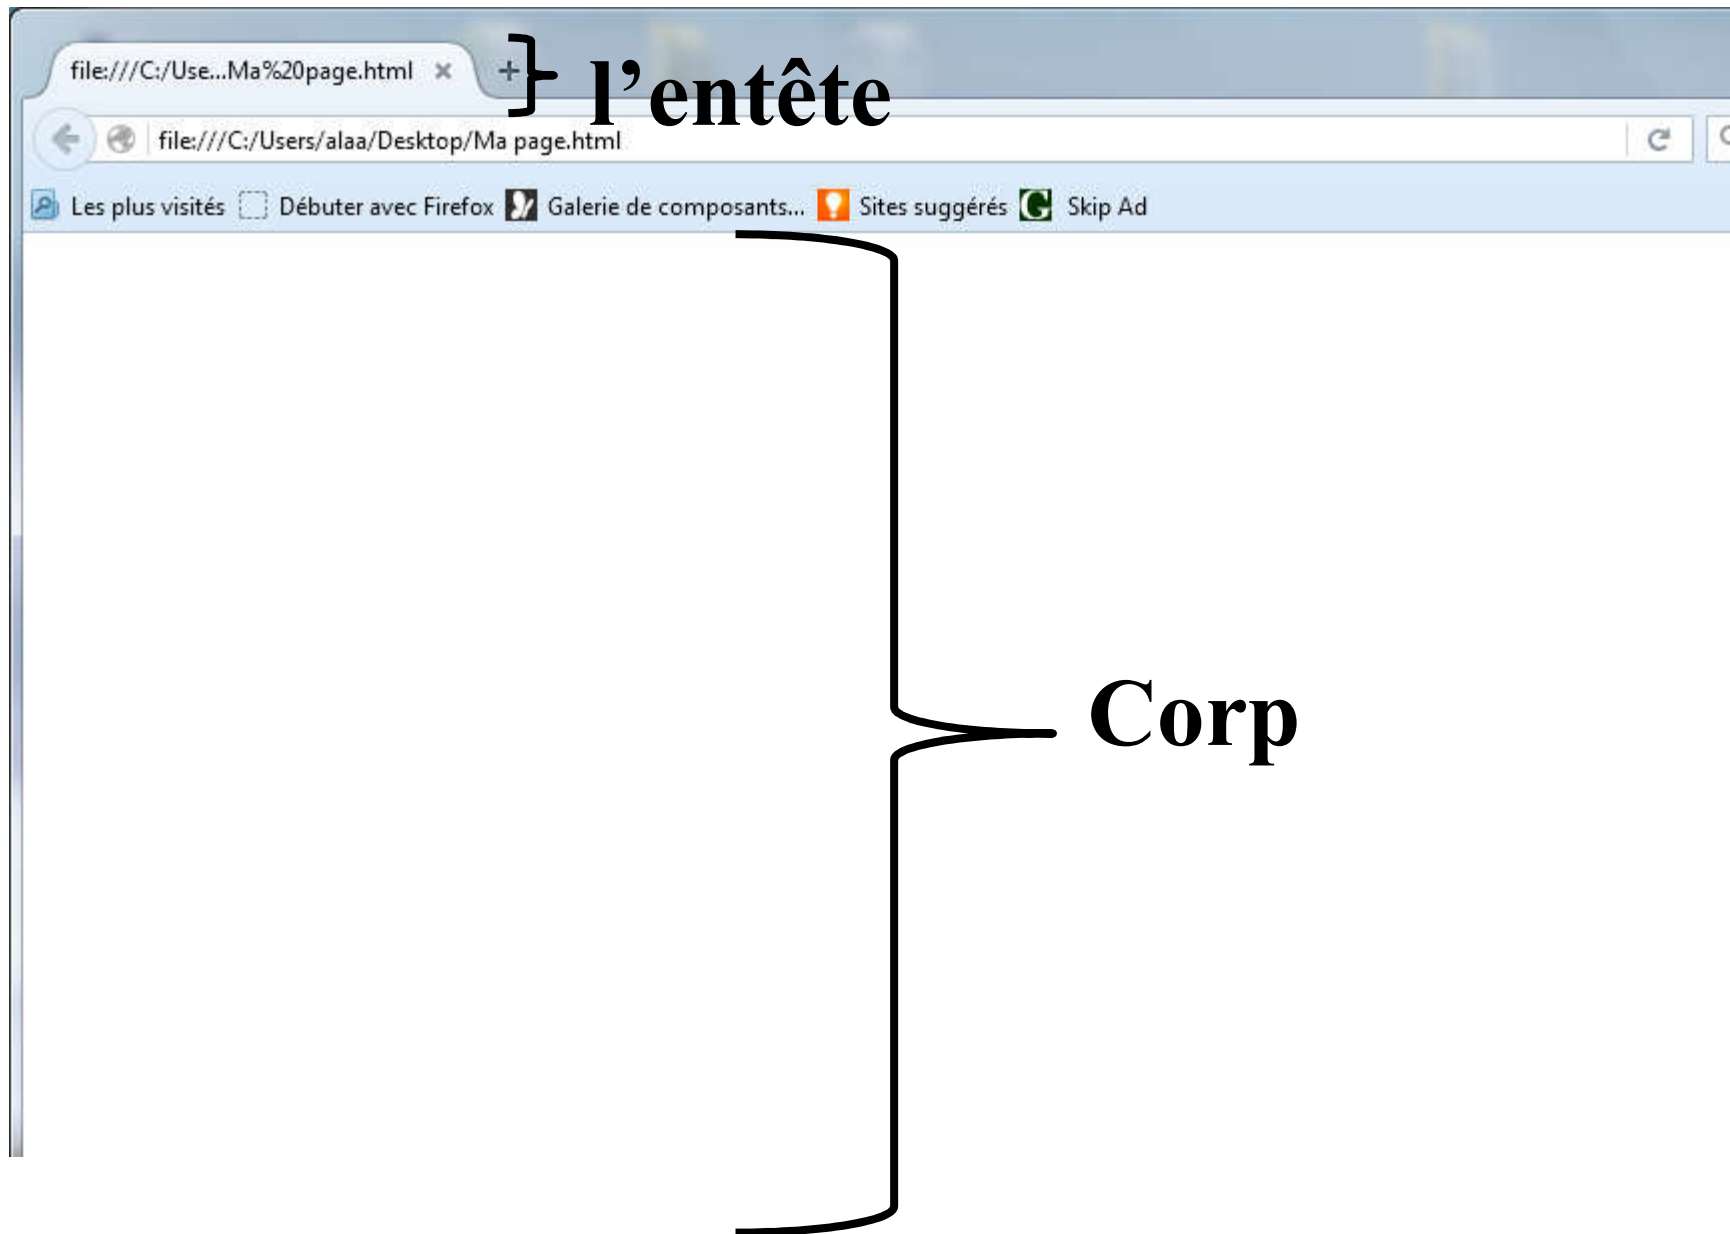 file:///C:/Use...Ma%20page.html
l’entête
file:///C:/Users/alaa/Desktop/Ma page.html
Les plus visités Débuter avec Firefox Galerie de composants... Sites suggérés G Skip Ad
Corp